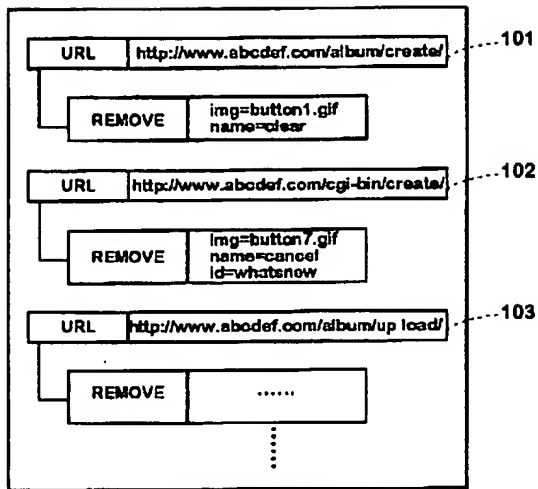 URL http://www.abcdef.com/album/create/ 101
REMOVE img=button1.gif
name=clear
URL http://www.abcdef.com/cgi-bin/create/ 102
REMOVE img=button7.gif
name=cancel
id=whatsnow
URL http://www.abcdef.com/album/up load/ 103
REMOVE ......